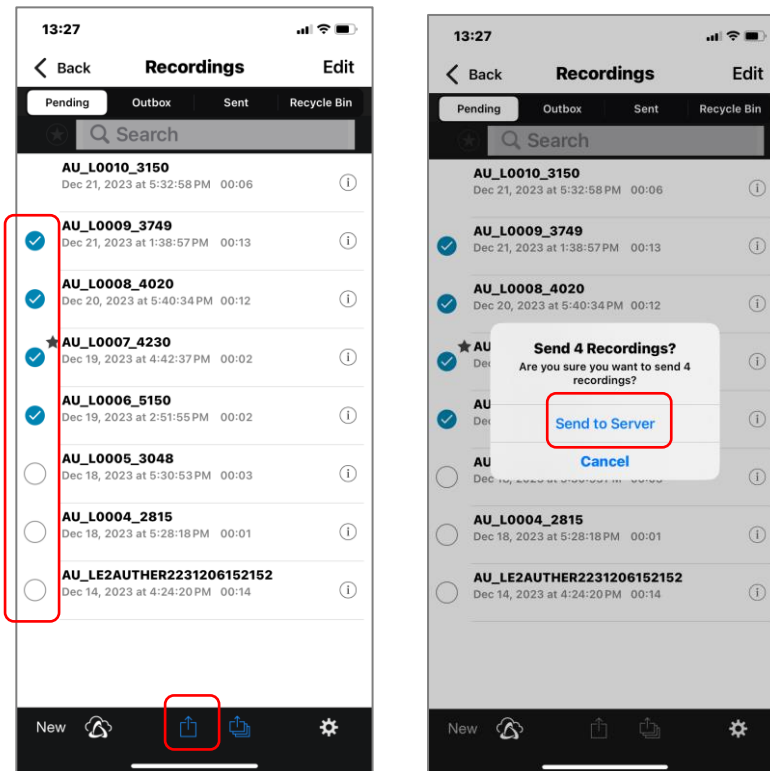 13:27
Back Recordings Edit
Pending Outbox Sent Recycle Bin
Search
AU_L0010_3150
Dec 21, 2023 at 5:32:58 PM 00:06
AU_L0009_3749
Dec 21, 2023 at 1:38:57 PM 00:13
AU_L0008_4020
Dec 20, 2023 at 5:40:34 PM 00:12
AU_L0007_4230
Dec 19, 2023 at 4:42:37 PM 00:02
AU_L0006_5150
Dec 19, 2023 at 2:51:55 PM 00:02
AU_L0005_3048
Dec 18, 2023 at 5:30:53 PM 00:03
AU_L0004_2815
Dec 18, 2023 at 5:28:18 PM 00:01
AU_LE2AUTHER2231206152152
Dec 14, 2023 at 4:24:20 PM 00:14
New
13:27
Back Recordings Edit
Pending Outbox Sent Recycle Bin
Search
AU_L0010_3150
Dec 21, 2023 at 5:32:58 PM 00:06
AU_L0009_3749
Dec 21, 2023 at 1:38:57 PM 00:13
AU_L0008_4020
Dec 20, 2023 at 5:40:34 PM 00:12
AU
Dec
Send 4 Recordings?
Are you sure you want to send 4
recordings?
AU
Dec
Send to Server
AU
Cancel
Dec
AU_L0004_2815
Dec 18, 2023 at 5:28:18 PM 00:01
AU_LE2AUTHER2231206152152
Dec 14, 2023 at 4:24:20 PM 00:14
New